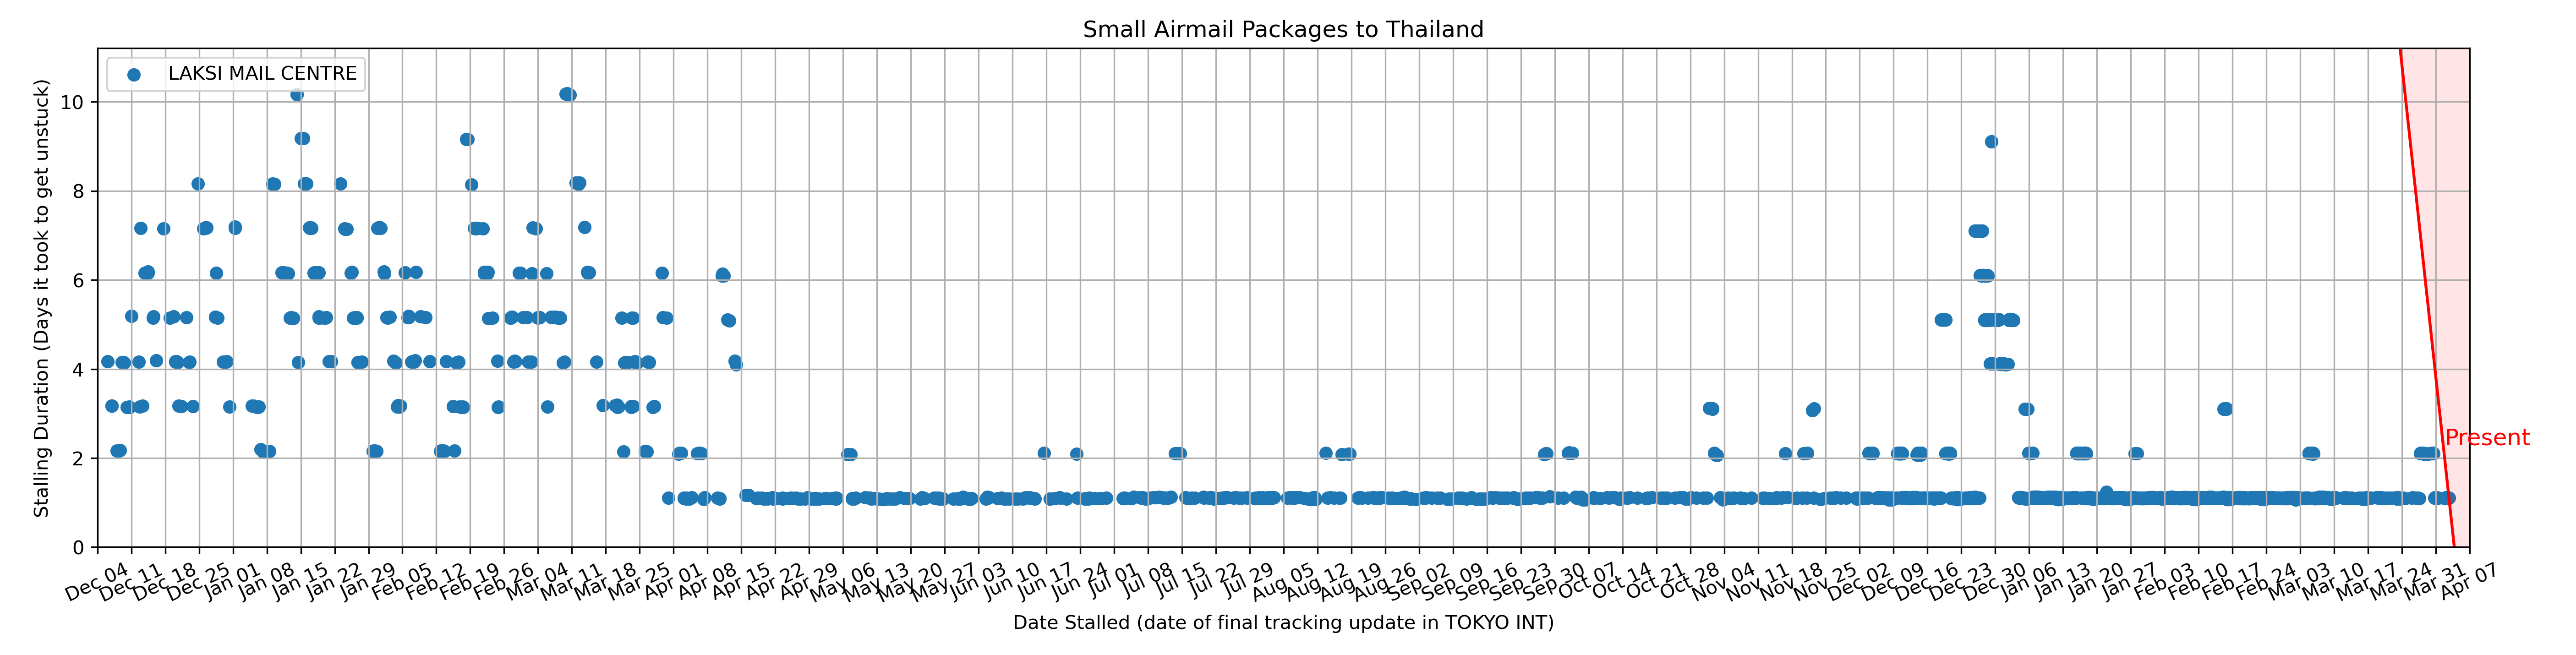 Small Airmail Packages to Thailand
LAKSI MAIL CENTRE
Stalling Duration (Days it took to get unstuck)
10
8
6
4
2
0
Present
Dec 04
Dec 11
Dec 18
Dec 25
Jan 01
Jan 08
Jan 15
Jan 22
Jan 29
Feb 05
Feb 12
Feb 19
Feb 26
Mar 04
Mar 11
Mar 18
Mar 25
Apr 01
Apr 08
Apr 15
Apr 22
Apr 29
May 06
May 13
May 20
May 27
Jun 03
Jun 10
Jun 17
Jun 24
Jul 01
Jul 08
Jul 15
Jul 22
Jul 29
Aug 05
Aug 12
Aug 19
Aug 26
Sep 02
Sep 09
Sep 16
Sep 23
Sep 30
Oct 07
Oct 14
Oct 21
Oct 28
Nov 04
Nov 11
Nov 18
Nov 25
Dec 02
Dec 09
Dec 16
Dec 23
Dec 30
Jan 06
Jan 13
Jan 20
Jan 27
Feb 03
Feb 10
Feb 17
Feb 24
Mar 03
Mar 10
Mar 17
Mar 24
Mar 31
Apr 07
Date Stalled (date of final tracking update in TOKYO INT)